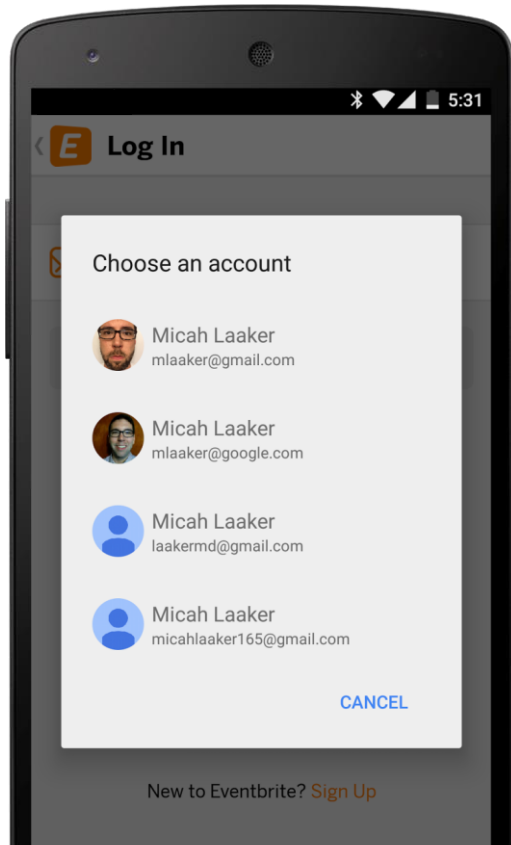 5:31
E Log In
Choose an account
Micah Laaker
mlaaker@gmail.com
Micah Laaker
mlaaker@google.com
Micah Laaker
laakermd@gmail.com
Micah Laaker
micahlaaker165@gmail.com
CANCEL
New to Eventbrite? Sign Up